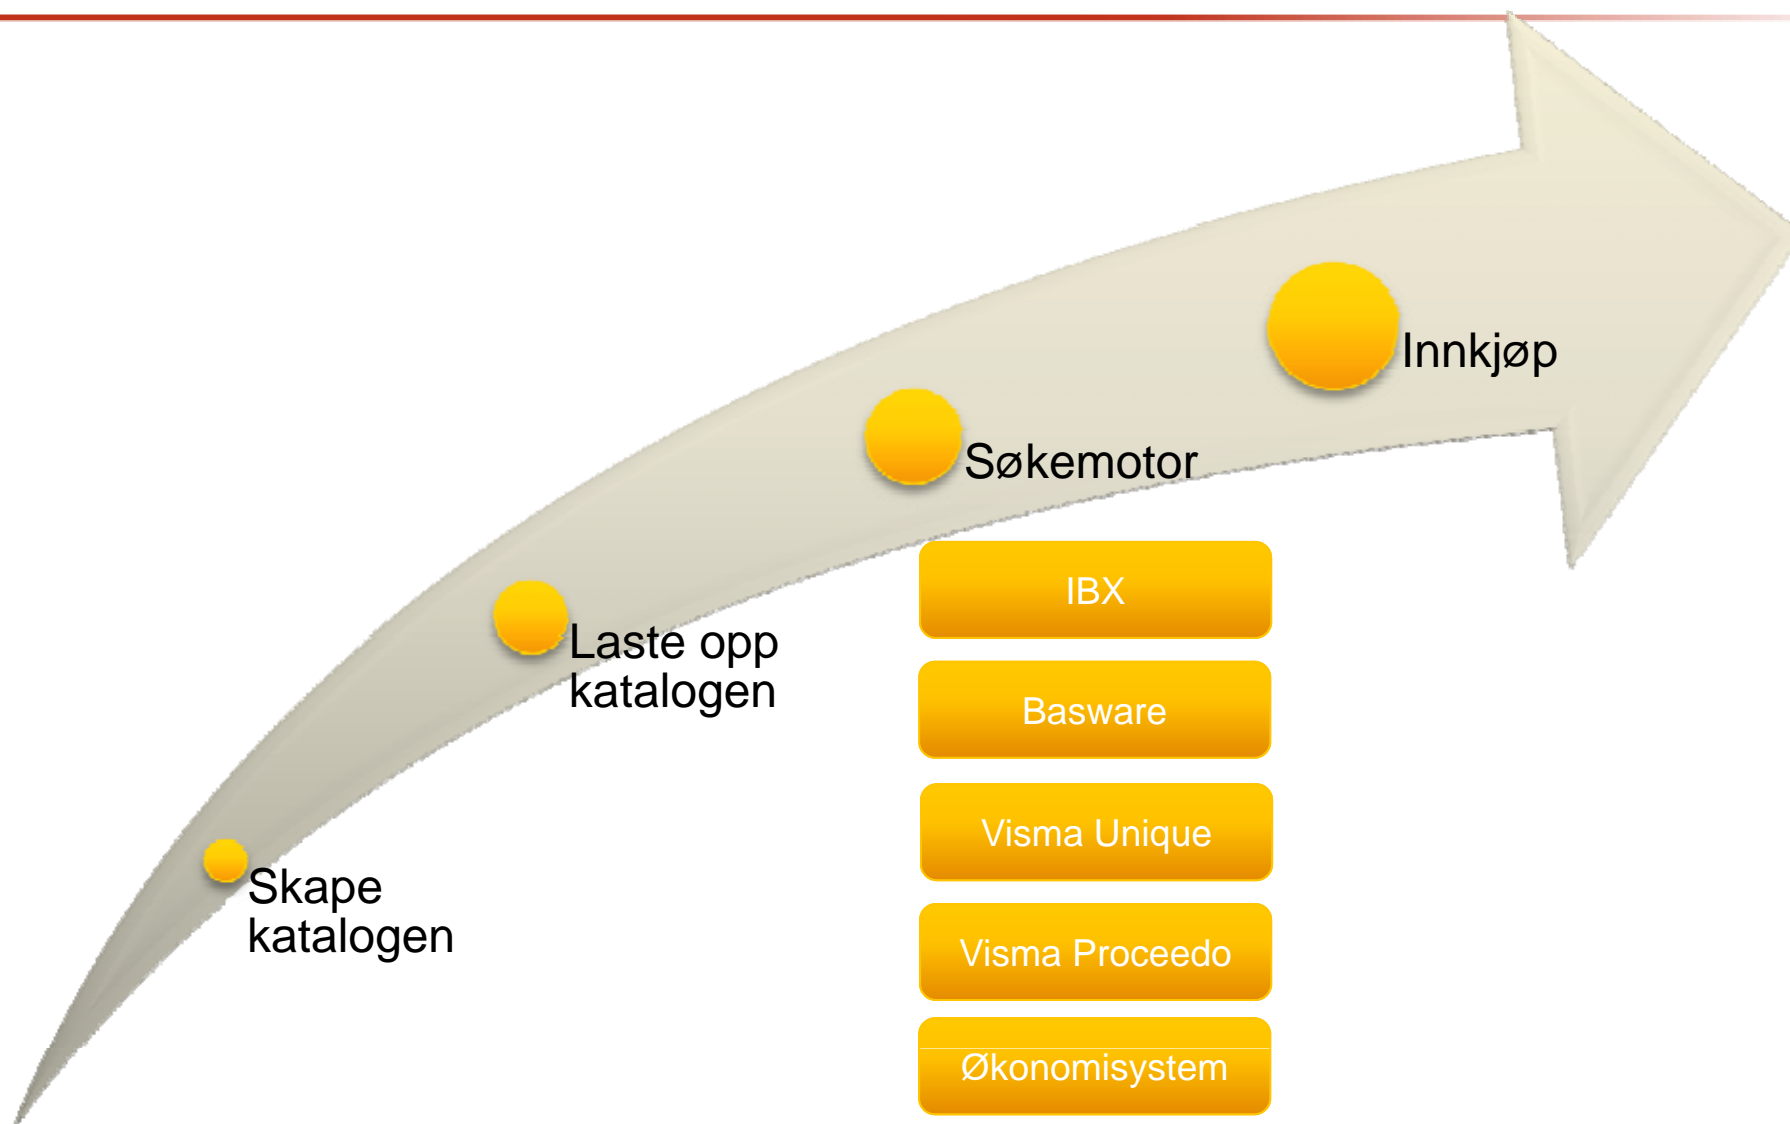 Innkjøp
Søkemotor
Laste opp
katalogen
Skape
katalogen
IBX
Basware
Visma Unique
Visma Proceedo
Økonomisystem